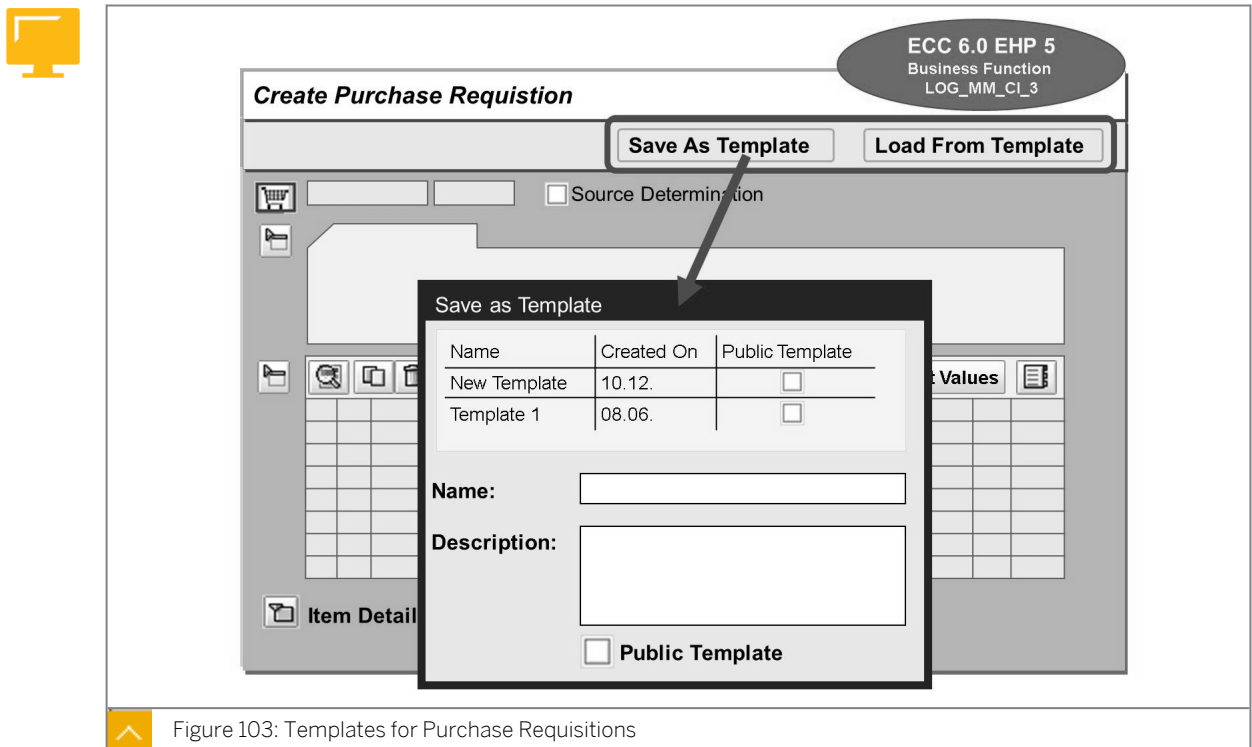 ECC 6.0 EHP 5
Business Function
LOG_MM_CI_3
Create Purchase Requistion
Save As Template
Load From Template
Source Determination
Save as Template
Name Created On Public Template
New Template 10.12.
Template 1 08.06.
Values
Name:
Description:
Item Detail
Public Template
Figure 103: Templates for Purchase Requisitions